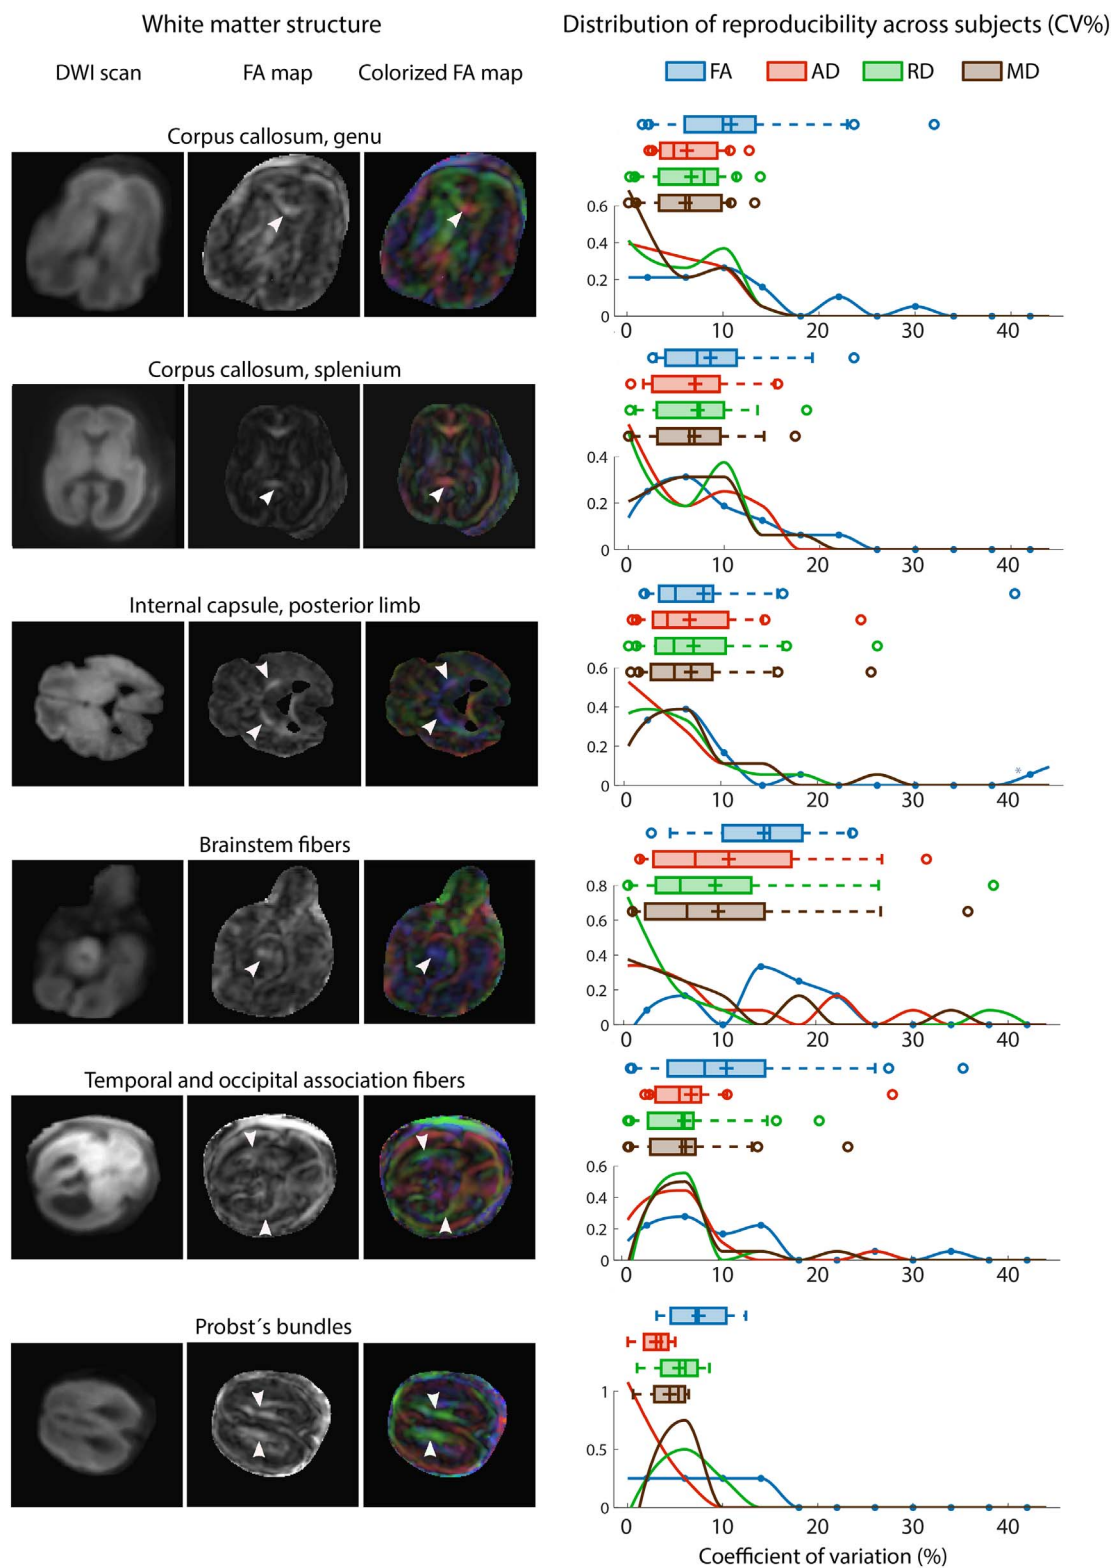 White matter structure
Distribution of reproducibility across subjects (CV%)
DWI scan FA map Colorized FA map
FA AD RD MD
Corpus callosum, genu
0.6
0.4
0.2
0
0 10 20 30 40
Corpus callosum, splenium
0.4
0.2
0
0 10 20 30 40
Internal capsule, posterior limb
0.6
0.4
0.2
0
*
0 10 20 30 40
Brainstem fibers
0.8
0.6
0.4
0.2
0
0 10 20 30 40
Temporal and occipital association fibers
0.6
0.4
0.2
0
0 10 20 30 40
Probst´s bundles
1
0.5
0
0 10 20 30 40
Coefficient of variation (%)